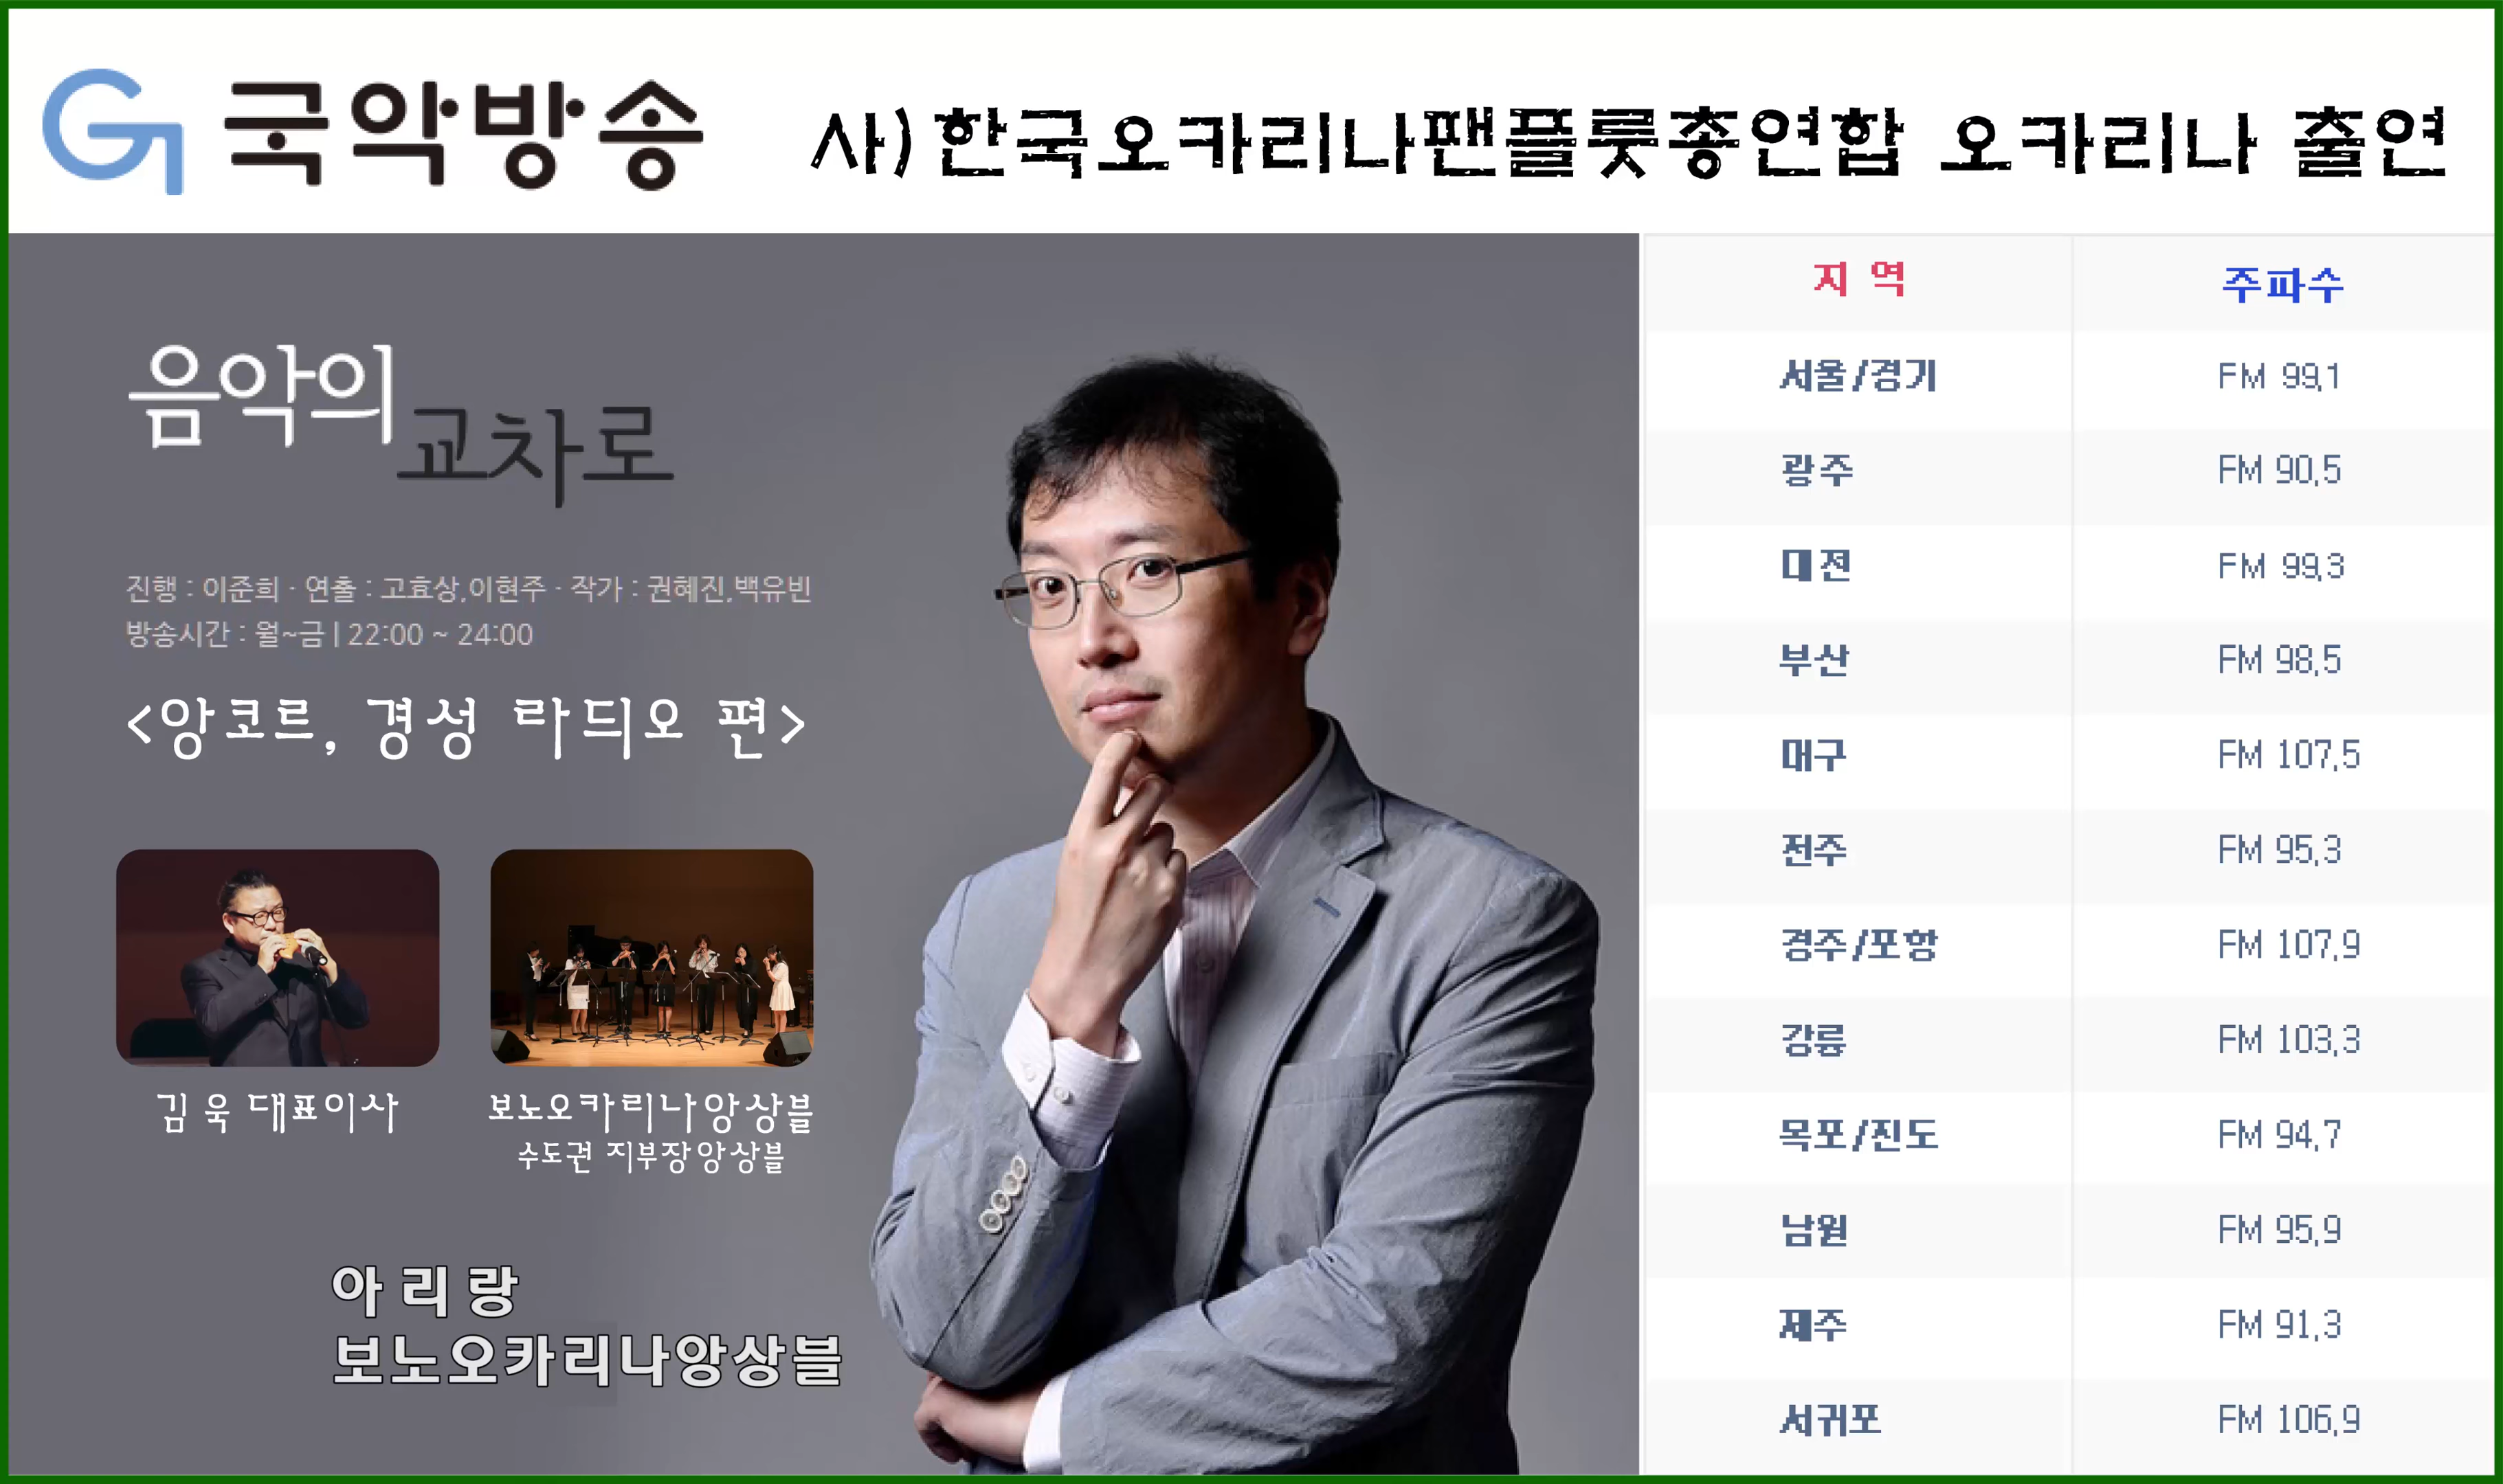 G 국악방송
사)한국오카리나팬플룻총연합 오카리나 출연
음악의
교차로
진행 : 이준희 - 연출 : 고효상,이현주 - 작가 : 권혜진,백유빈
방송시간 : 월~금 | 22:00 ~ 24:00
<앙코르, 경성 라듸오 편>
김 욱 대표이사
보노오카리나앙상블
수도권 지부장앙상블
아 리 랑
보노오카리나앙상블
지 역 주파수
서울/경기 FM 99.1
광주 FM 90.5
대전 FM 99.3
부산 FM 98.5
대구 FM 107.5
전주 FM 95.3
경주/포항 FM 107.9
강릉 FM 103.3
목포/진도 FM 94.7
남원 FM 95.9
제주 FM 91.3
서귀포 FM 106.9